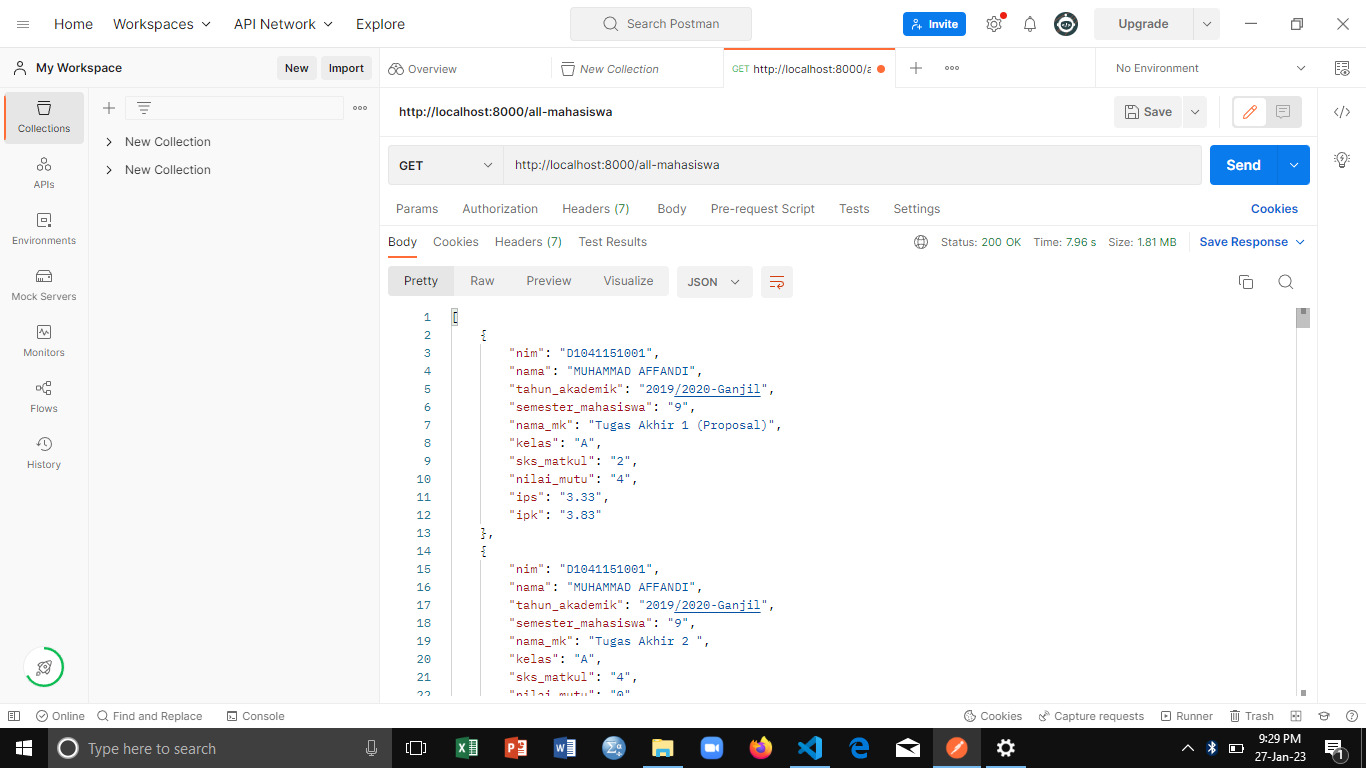 Home Workspaces API Network Explore Search Postman Invite Upgrade
My Workspace New Import Overview New Collection GET http://localhost:8000/a No Environment
Collections
APIs
Environments
Mock Servers
Monitors
Flows
History
New Collection
New Collection
http://localhost:8000/all-mahasiswa Save
GET http://localhost:8000/all-mahasiswa Send
Params Authorization Headers (7) Body Pre-request Script Tests Settings Cookies
Body Cookies Headers (7) Test Results Status: 200 OK Time: 7.96 s Size: 1.81 MB Save Response
Pretty Raw Preview Visualize JSON
1 [
2 {
3 "nim": "D1041151001",
4 "nama": "MUHAMMAD AFFANDI",
5 "tahun_akademik": "2019/2020-Ganjil",
6 "semester_mahasiswa": "9",
7 "nama_mk": "Tugas Akhir 1 (Proposal)",
8 "kelas": "A",
9 "sks_matkul": "2",
10 "nilai_mutu": "4",
11 "ips": "3.33",
12 "ipk": "3.83"
13 },
14 {
15 "nim": "D1041151001",
16 "nama": "MUHAMMAD AFFANDI",
17 "tahun_akademik": "2019/2020-Ganjil",
18 "semester_mahasiswa": "9",
19 "nama_mk": "Tugas Akhir 2 ",
20 "kelas": "A",
21 "sks_matkul": "4",
22 "nilai_mutu": "0"
Online Find and Replace Console Cookies Capture requests Runner Trash
Type here to search 9:29 PM
27-Jan-23 1